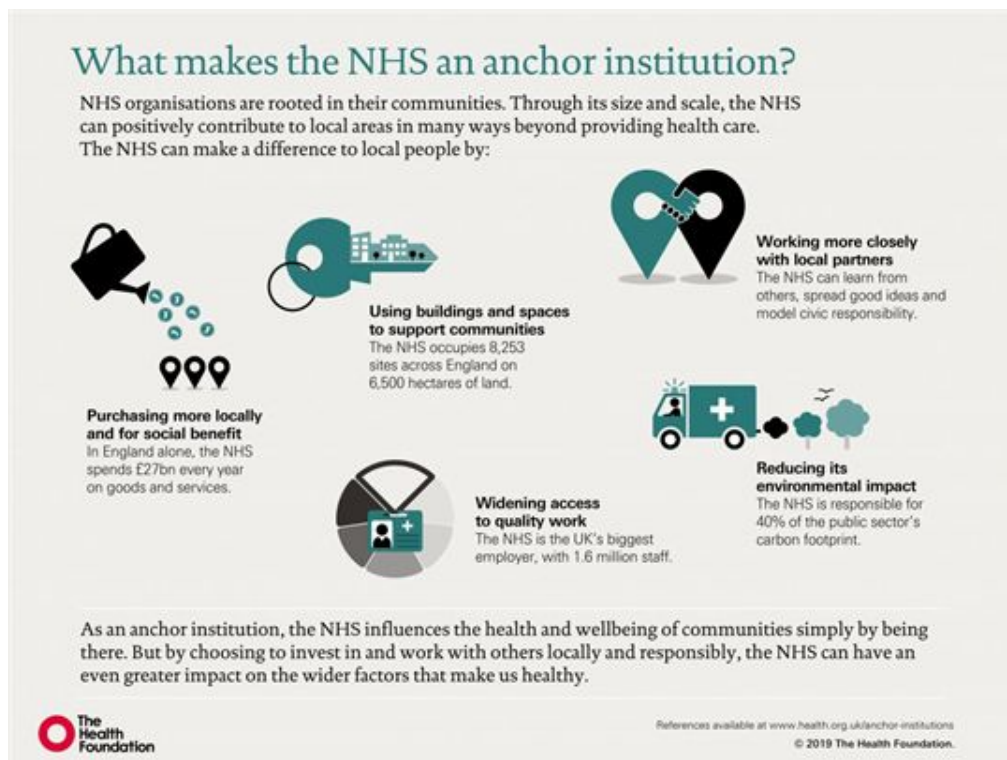 What makes the NHS an anchor institution?
NHS organisations are rooted in their communities. Through its size and scale, the NHS
can positively contribute to local areas in many ways beyond providing health care.
The NHS can make a difference to local people by:
Purchasing more locally
and for social benefit
In England alone, the NHS
spends £27bn every year
on goods and services.
Using buildings and spaces
to support communities
The NHS occupies 8,253
sites across England on
6,500 hectares of land.
Widening access
to quality work
The NHS is the UK's biggest
employer, with 1.6 million staff.
Working more closely
with local partners
The NHS can learn from
others, spread good ideas and
model civic responsibility.
Reducing its
environmental impact
The NHS is responsible for
40% of the public sector's
carbon footprint.
As an anchor institution, the NHS influences the health and wellbeing of communities simply by being
there. But by choosing to invest in and work with others locally and responsibly, the NHS can have an
even greater impact on the wider factors that make us healthy.
The
Health
Foundation
References available at www.health.org.uk/anchor-institutions
© 2019 The Health Foundation.